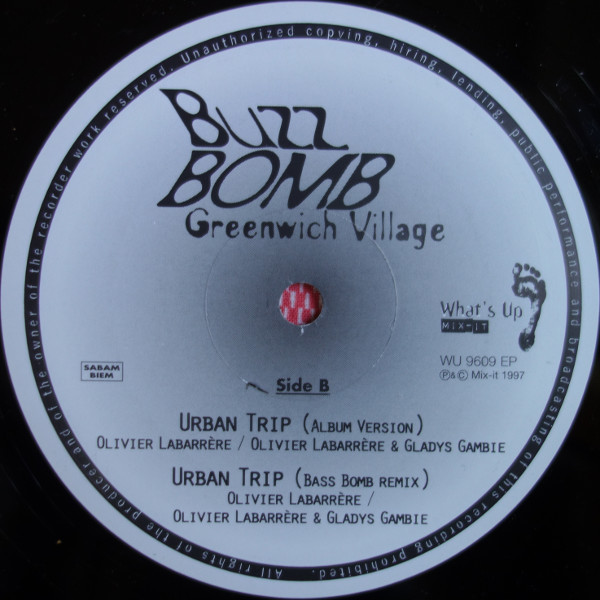 All rights of the producer and of the owner of the recorder work reserved. Unauthorized copying, hiring, lending, public performance and broadcasting of this recording prohibited.
Buzz
BOMB
Greenwich Village
What's Up
MIX-IT
WU 9609 EP
℗&© Mix-it 1997
SABAM
BIEM
Side B
URBAN TRIP (ALBUM VERSION)
OLIVIER LABARRÈRE / OLIVIER LABARRÈRE & GLADYS GAMBIE
URBAN TRIP (BASS BOMB REMIX)
OLIVIER LABARRÈRE /
OLIVIER LABARRÈRE & GLADYS GAMBIE